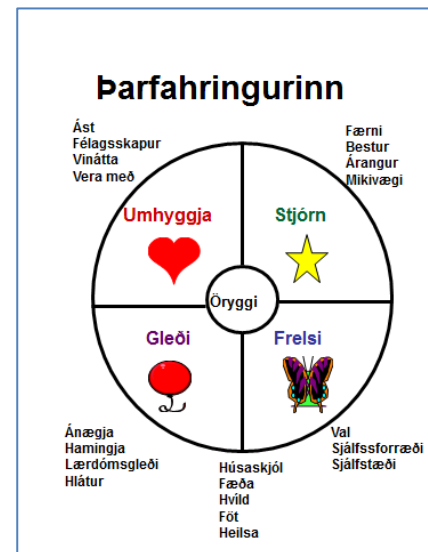 Þarfahringurinn
Ást
Félagsskapur
Vinátta
Vera með
Færni
Bestur
Árangur
Mikivægi
Umhyggja
Stjórn
Öryggi
Gleði
Frelsi
Ánægja
Hamingja
Lærdómsgleði
Hlátur
Húsaskjól
Fæða
Hvíld
Föt
Heilsa
Val
Sjálfssforræði
Sjálfstæði